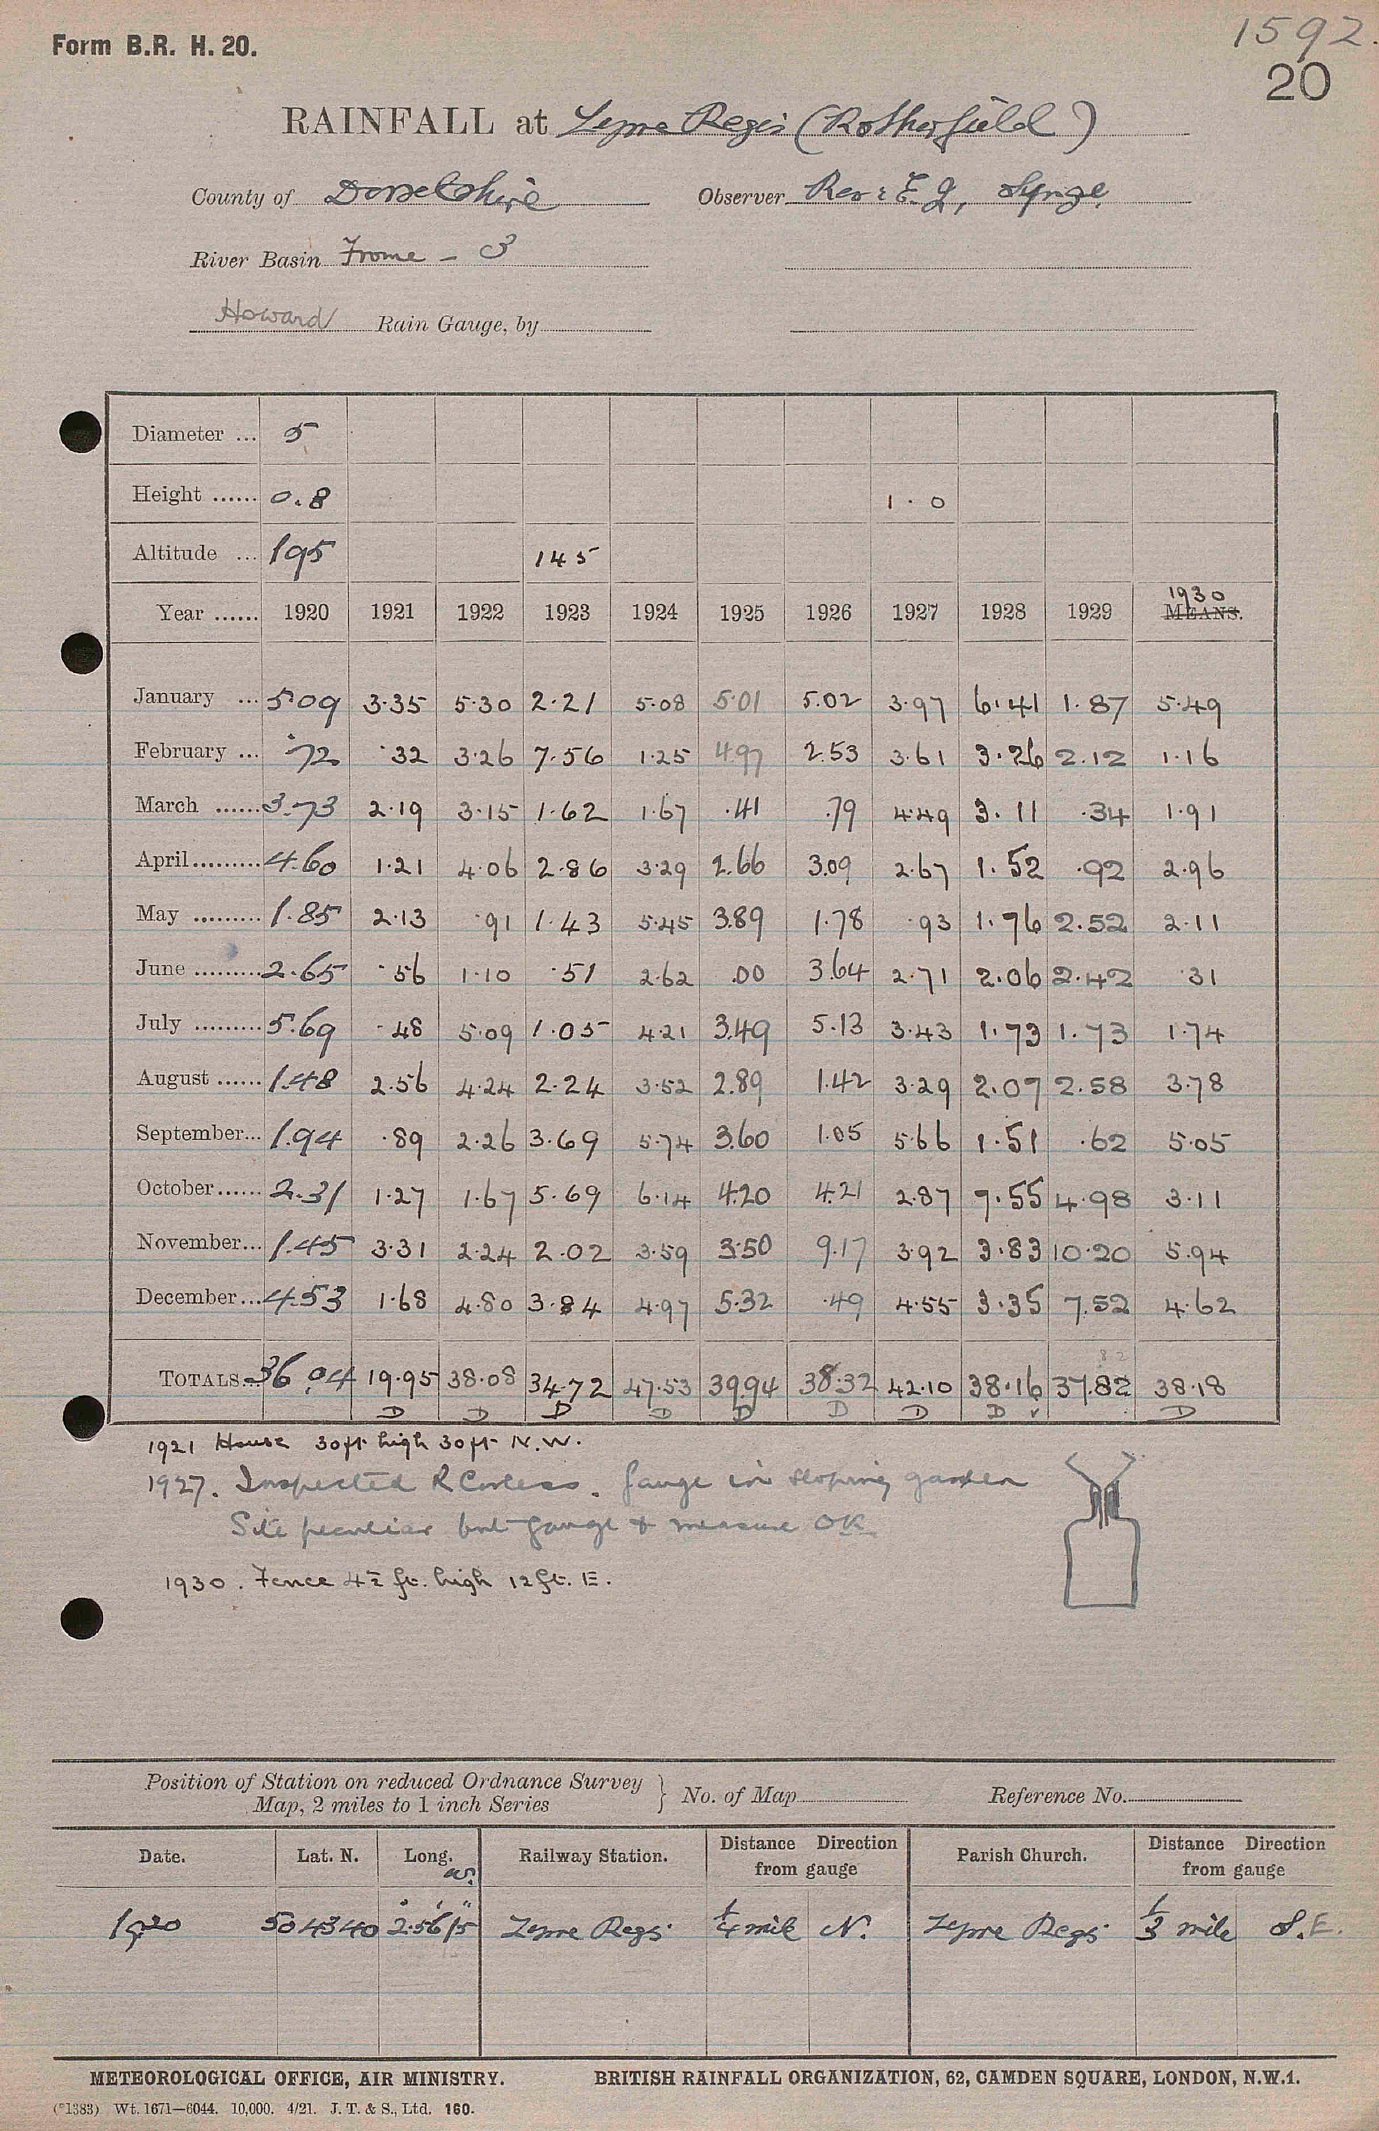 1592.
Form B.R. H. 20.
20
RAINFALL at Lyme Regis (Rotherfield)
County of Dorsetshire Observer Rev: E. G. Synge.
River Basin Frome - 3
Howard Rain Gauge, by
Diameter ... 5
Height ...... 0.8 1.0
Altitude ... 195 145
1930
Year ...... 1920 1921 1922 1923 1924 1925 1926 1927 1928 1929 MEANS.
January ... 5.09 3.35 5.30 2.21 5.08 5.01 5.02 3.97 6.41 1.87 5.49
February ... .72 .32 3.26 7.56 1.25 4.97 2.53 3.61 3.26 2.12 1.16
March ...... 3.73 2.19 3.15 1.62 1.67 .41 .79 4.49 3.11 .34 1.91
April......... 4.60 1.21 4.06 2.86 3.29 2.66 3.09 2.67 1.52 .92 2.96
May ......... 1.85 2.13 .91 1.43 5.45 3.89 1.78 .93 1.76 2.52 2.11
June ......... 2.65 .56 1.10 .51 2.62 .00 3.64 2.71 2.06 2.42 .31
July ......... 5.69 .48 5.09 1.05 4.21 3.49 5.13 3.43 1.73 1.73 1.74
August ...... 1.48 2.56 4.24 2.24 3.52 2.89 1.42 3.29 2.07 2.58 3.78
September... 1.94 .89 2.26 3.69 5.74 3.60 1.05 5.66 1.51 .62 5.05
October...... 2.31 1.27 1.67 5.69 6.14 4.20 4.21 2.87 7.55 4.98 3.11
November... 1.45 3.31 2.24 2.02 3.59 3.50 9.17 3.92 3.83 10.20 5.94
December... 4.53 1.68 4.80 3.84 4.97 5.32 .49 4.55 3.35 7.52 4.62
82
TOTALS... 36.04 19.95 38.08 34.72 47.53 39.94 38.32 42.10 38.16 37.82 38.18
D D D D D D D D v D
1921 House 30ft high 30ft N.W.
1927. Inspected R Corless. Gauge in sloping garden
Site peculiar but gauge & measure OK
1930. Fence 4½ ft. high 12 ft. E.
Position of Station on reduced Ordnance Survey
Map, 2 miles to 1 inch Series } No. of Map Reference No.
Date. Lat. N. Long. W. Railway Station. Distance Direction from gauge Parish Church. Distance Direction from gauge
1920 50 43 40 2° 56' 15" Lyme Regis ¼ mile N. Lyme Regis ⅓ mile S.E.
METEOROLOGICAL OFFICE, AIR MINISTRY. BRITISH RAINFALL ORGANIZATION, 62, CAMDEN SQUARE, LONDON, N.W.1.
(*1383) Wt. 1671—6044. 10,000. 4/21. J. T. & S., Ltd. 160.